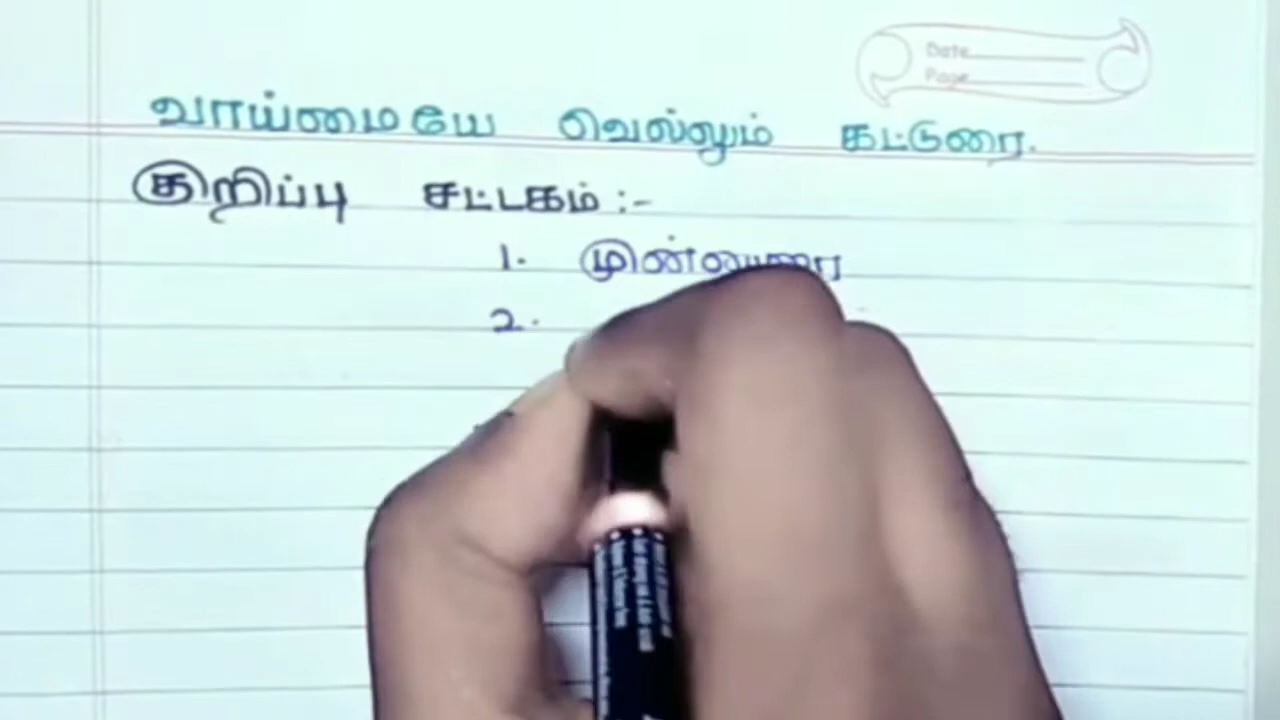 Date
Page
வாய்மையே வெல்லும் கட்டுரை.
குறிப்பு சட்டகம் :-
1. முன்னுரை
2.